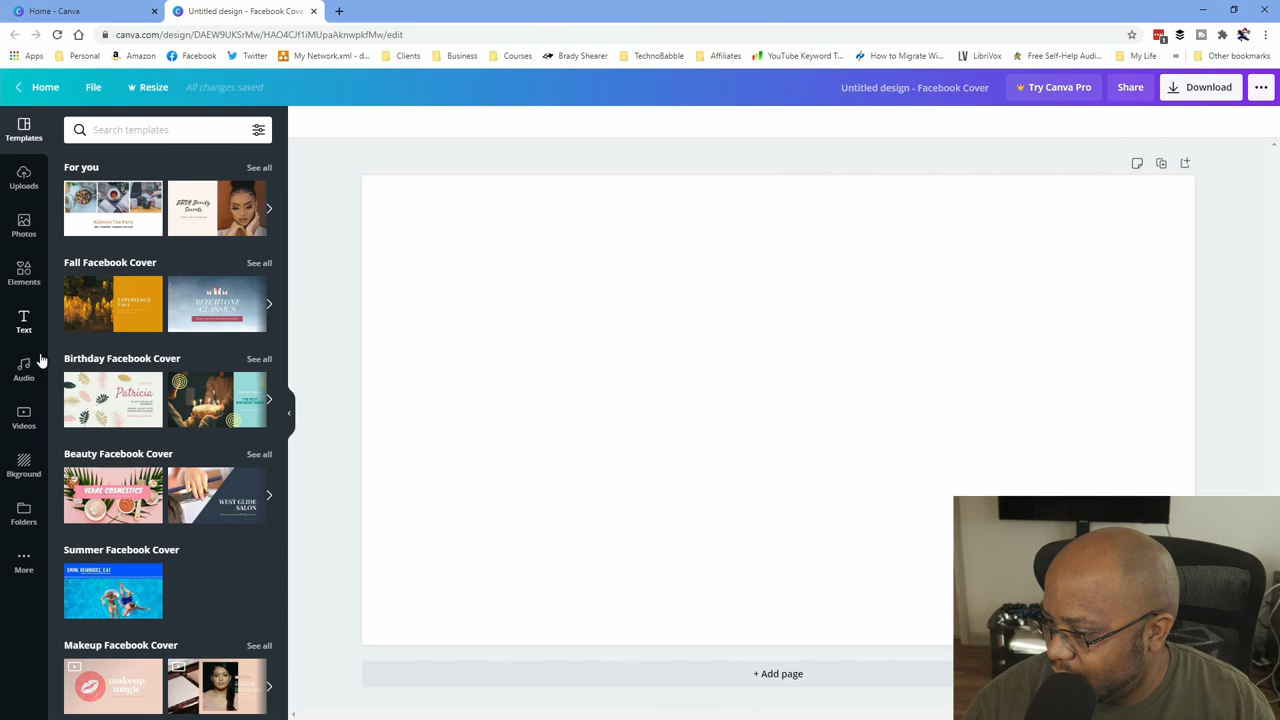 Home - Canva
Untitled design - Facebook Cove
canva.com/design/DAEW9UKSrMw/HAO4CJf1iMUpaAknwpkfMw/edit
Apps
Personal
Amazon
Facebook
Twitter
My Network.xml - d...
Clients
Business
Courses
Brady Shearer
TechnoBabble
Affiliates
YouTube Keyword T...
How to Migrate Wi...
LibriVox
Free Self-Help Audi...
My Life
»
Other bookmarks
Home
File
Resize
All changes saved
Untitled design - Facebook Cover
Try Canva Pro
Share
Download
Templates
Uploads
Photos
Elements
Text
Audio
Videos
Bkground
Folders
More
Search templates
For you
See all
Fall Facebook Cover
See all
EXPERIENCE
FALL
BEECHTONE
CLASSICS
Birthday Facebook Cover
See all
Patricia
Beauty Facebook Cover
See all
VERRE COSMETICS
WEST GLIDE
SALON
Summer Facebook Cover
Makeup Facebook Cover
See all
makeup
magic
+ Add page